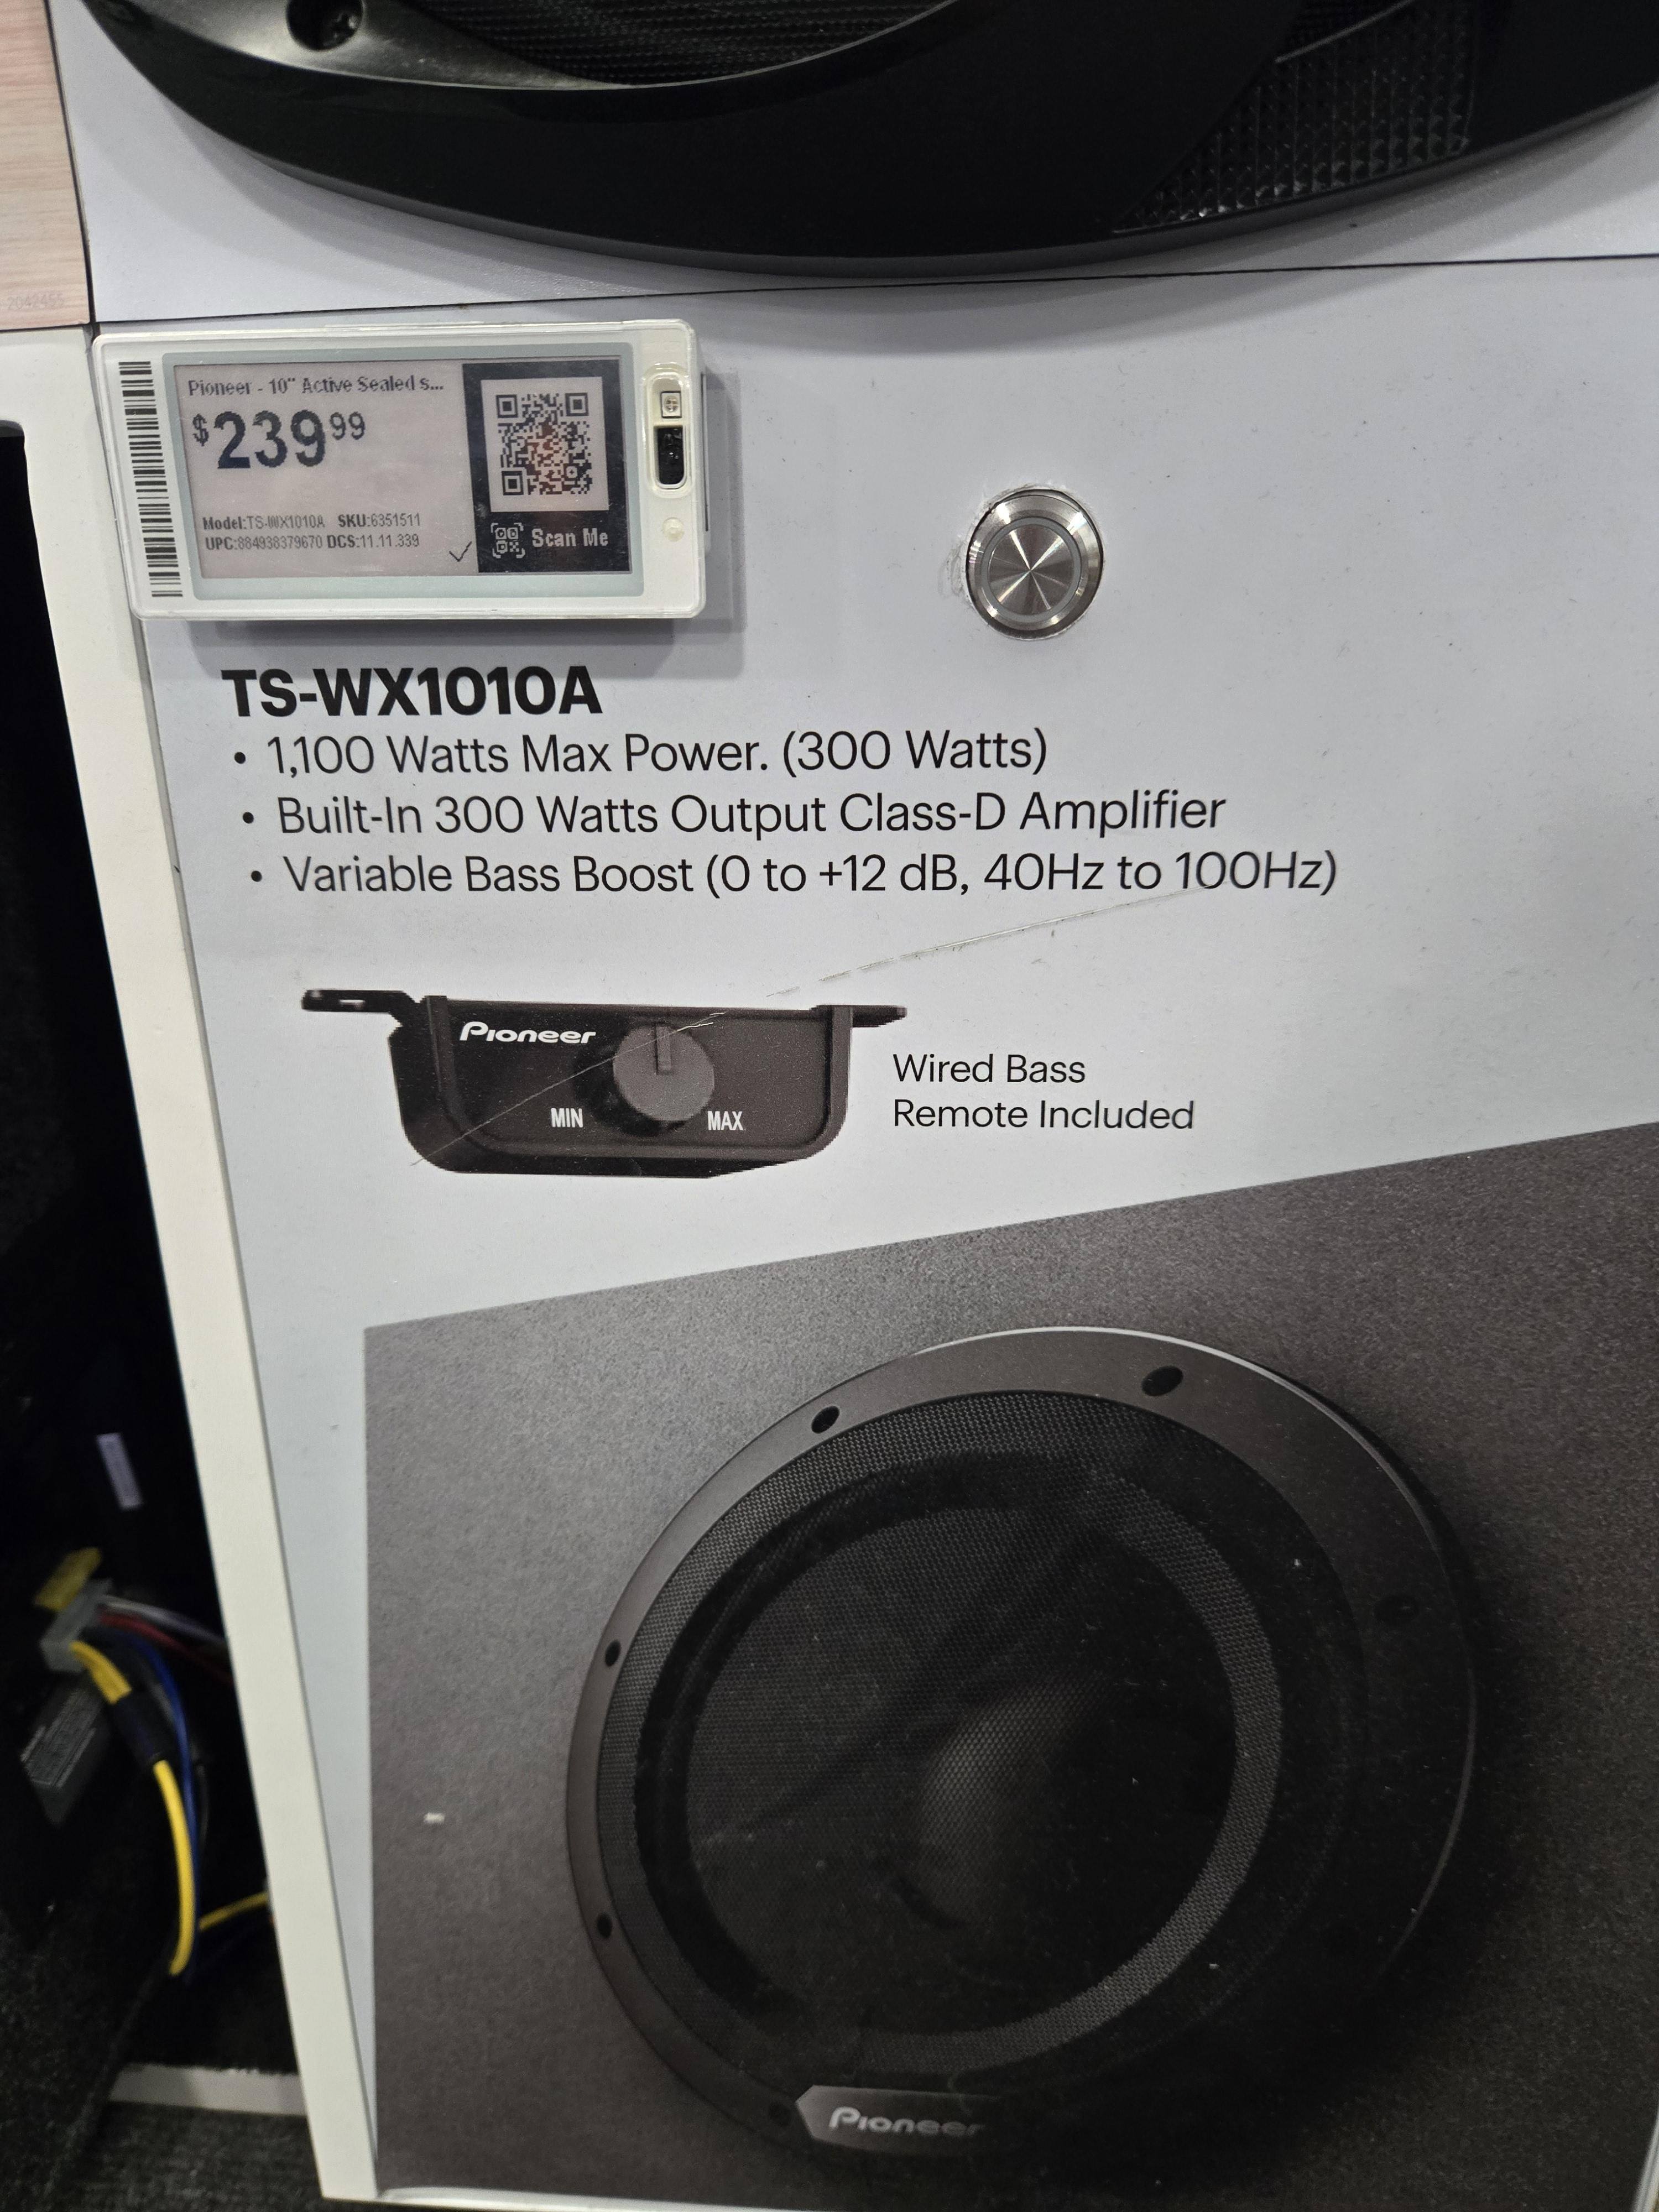 Pioneer - 10" Active Sealed s...
$239.99
Model:TS-WX1010A SKU:6351511
UPC:884938379670 DCS:11.11.339
Scan Me
TS-WX1010A
• 1,100 Watts Max Power. (300 Watts)
• Built-In 300 Watts Output Class-D Amplifier
• Variable Bass Boost (0 to +12 dB, 40Hz to 100Hz)
Pioneer
MIN MAX
Wired Bass
Remote Included
Pioneer